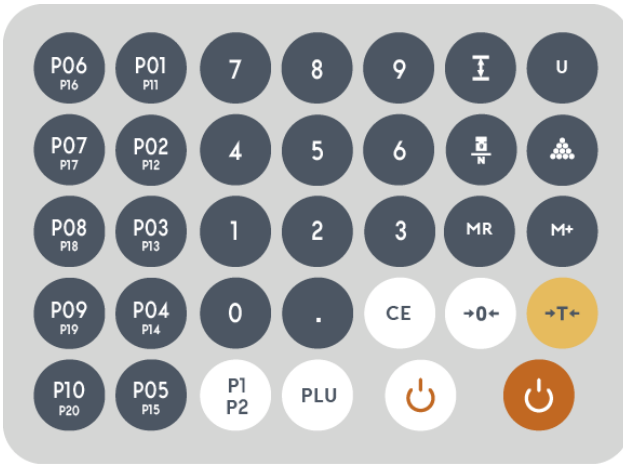 P06 P01 7 8 9 U
P16 P11
P07 P02 4 5 6 N
P17 P12
P08 P03 1 2 3 MR M+
P18 P13
P09 P04 0 . CE →0← →T←
P19 P14
P10 P05 P1 PLU
P20 P15 P2